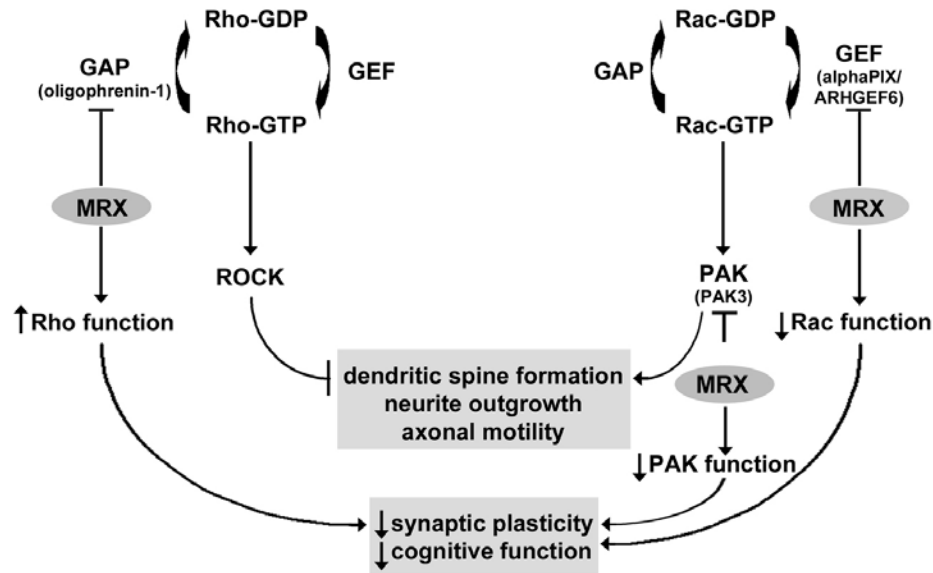 Rho-GDP
Rac-GDP
GAP
(oligophrenin-1)
GEF
GAP
GEF
(alphaPIX/
ARHGEF6)
Rho-GTP
Rac-GTP
MRX
MRX
ROCK
PAK
(PAK3)
↑Rho function
↓Rac function
dendritic spine formation
neurite outgrowth
axonal motility
MRX
↓PAK function
↓synaptic plasticity
↓cognitive function